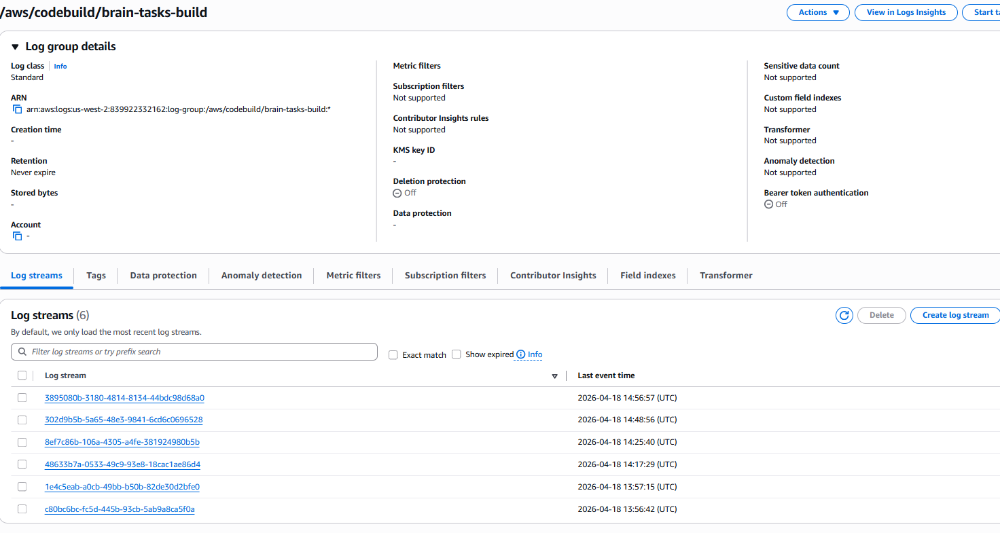 /aws/codebuild/brain-tasks-build
Actions
View in Logs Insights
Start ta
Log group details
Log class
Info
Standard
ARN
arn:aws:logs:us-west-2:839922332162:log-group:/aws/codebuild/brain-tasks-build:*
Creation time
-
Retention
Never expire
Stored bytes
-
Account
-
Metric filters
Subscription filters
Not supported
Contributor Insights rules
Not supported
KMS key ID
-
Deletion protection
Off
Data protection
-
Sensitive data count
Not supported
Custom field indexes
Not supported
Transformer
Not supported
Anomaly detection
Not supported
Bearer token authentication
Off
Log streams
Tags
Data protection
Anomaly detection
Metric filters
Subscription filters
Contributor Insights
Field indexes
Transformer
Log streams (6)
Delete
Create log stream
By default, we only load the most recent log streams.
Filter log streams or try prefix search
Exact match
Show expired
Info
Log stream
Last event time
3895080b-3180-4814-8134-44bdc98d68a0
2026-04-18 14:56:57 (UTC)
302d9b5b-5a65-48e3-9841-6cd6c0696528
2026-04-18 14:48:56 (UTC)
8ef7c86b-106a-4305-a4fe-381924980b5b
2026-04-18 14:25:40 (UTC)
48633b7a-0533-49c9-93e8-18cac1ae86d4
2026-04-18 14:17:29 (UTC)
1e4c5eab-a0cb-49bb-b50b-82de30d2bfe0
2026-04-18 13:57:15 (UTC)
c80bc6bc-fc5d-445b-93cb-5ab9a8ca5f0a
2026-04-18 13:56:42 (UTC)